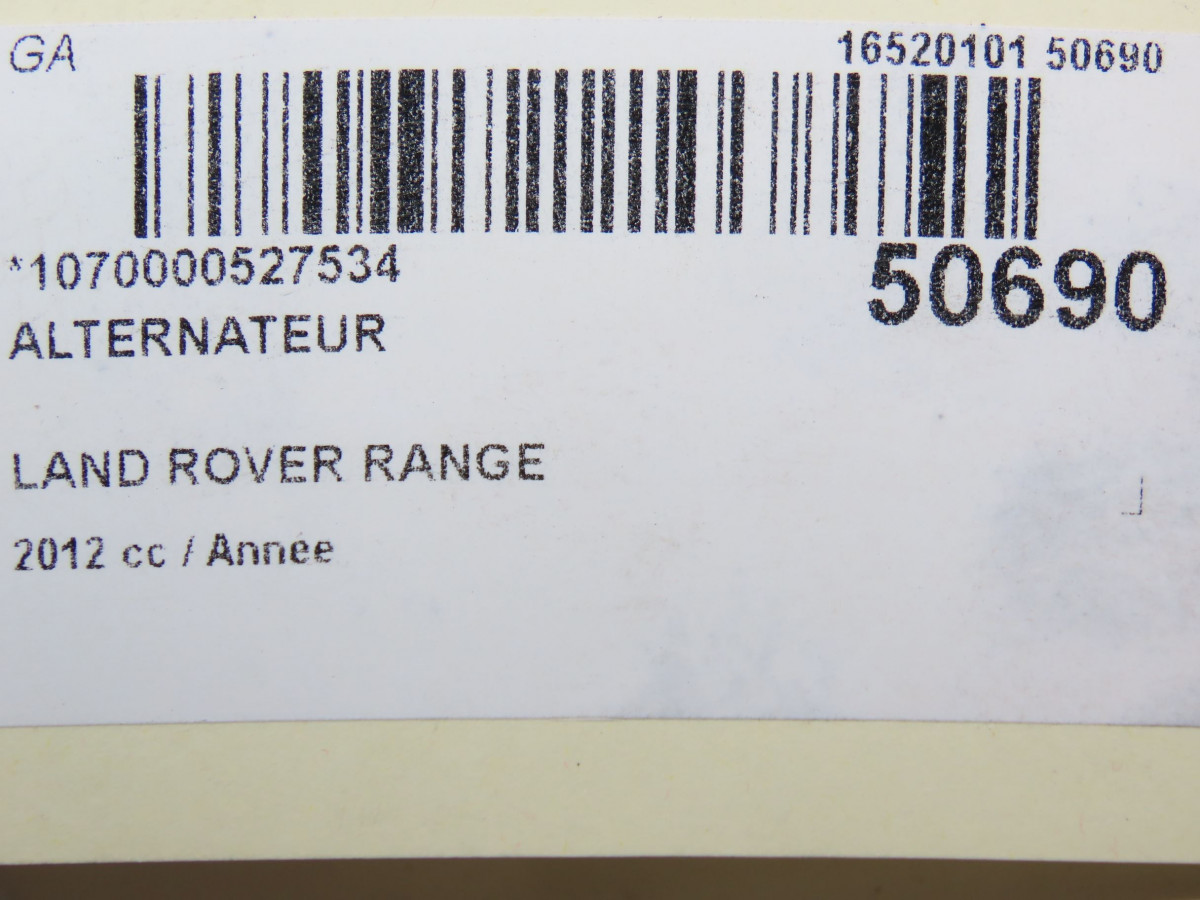 GA
16520101 50690
*1070000527534
50690
ALTERNATEUR
LAND ROVER RANGE
2012 cc / Année